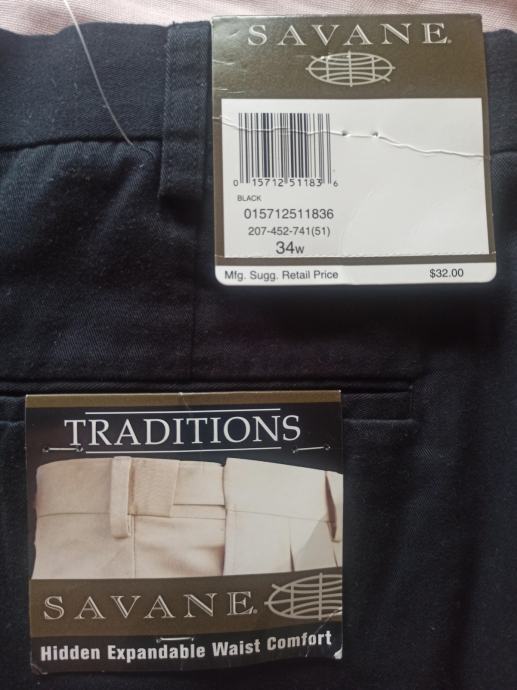 SAVANE®
0 15712 51183 6
BLACK
015712511836
207-452-741(51)
34W
Mfg. Sugg. Retail Price $32.00
TRADITIONS
SAVANE®
Hidden Expandable Waist Comfort